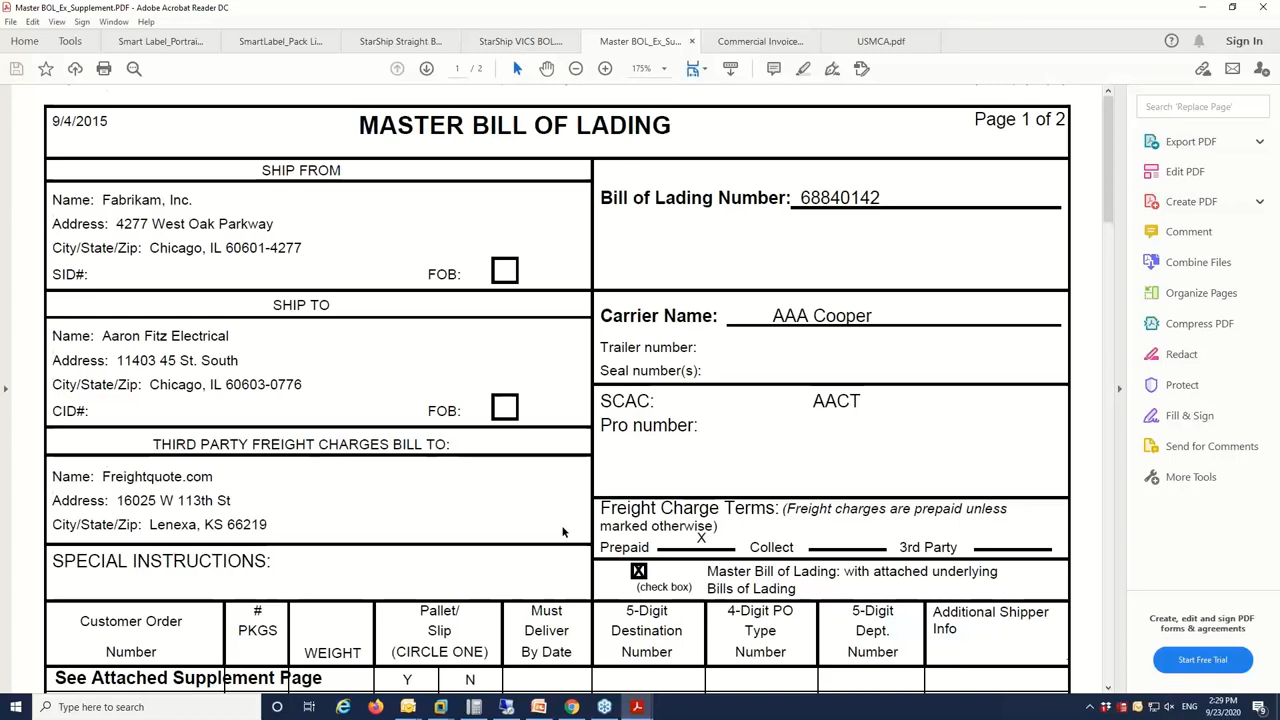 Master BOL_Ex_Supplement.PDF - Adobe Acrobat Reader DC
File Edit View Sign Window Help
Home Tools Smart Label_Portrai... SmartLabel_Pack Li... StarShip Straight B... StarShip VICS BOL.... Master BOL_Ex_Su... × Commercial Invoice... USMCA.pdf Sign In
1 / 2 175%
9/4/2015 MASTER BILL OF LADING Page 1 of 2
SHIP FROM
Name: Fabrikam, Inc.
Address: 4277 West Oak Parkway
City/State/Zip: Chicago, IL 60601-4277
SID#: FOB:
Bill of Lading Number: 68840142
SHIP TO
Name: Aaron Fitz Electrical
Address: 11403 45 St. South
City/State/Zip: Chicago, IL 60603-0776
CID#: FOB:
Carrier Name: AAA Cooper
Trailer number:
Seal number(s):
SCAC: AACT
Pro number:
THIRD PARTY FREIGHT CHARGES BILL TO:
Name: Freightquote.com
Address: 16025 W 113th St
City/State/Zip: Lenexa, KS 66219
SPECIAL INSTRUCTIONS:
Freight Charge Terms: (Freight charges are prepaid unless
marked otherwise)
X
Prepaid Collect 3rd Party
X
(check box)
Master Bill of Lading: with attached underlying
Bills of Lading
Customer Order
Number
#
PKGS
WEIGHT
Pallet/
Slip
(CIRCLE ONE)
Must
Deliver
By Date
5-Digit
Destination
Number
4-Digit PO
Type
Number
5-Digit
Dept.
Number
Additional Shipper
Info
See Attached Supplement Page Y N
Search 'Replace Page'
Export PDF
Edit PDF
Create PDF
Comment
Combine Files
Organize Pages
Compress PDF
Redact
Protect
Fill & Sign
Send for Comments
More Tools
Create, edit and sign PDF
forms & agreements
Start Free Trial
Type here to search
ENG
2:29 PM
9/23/2020